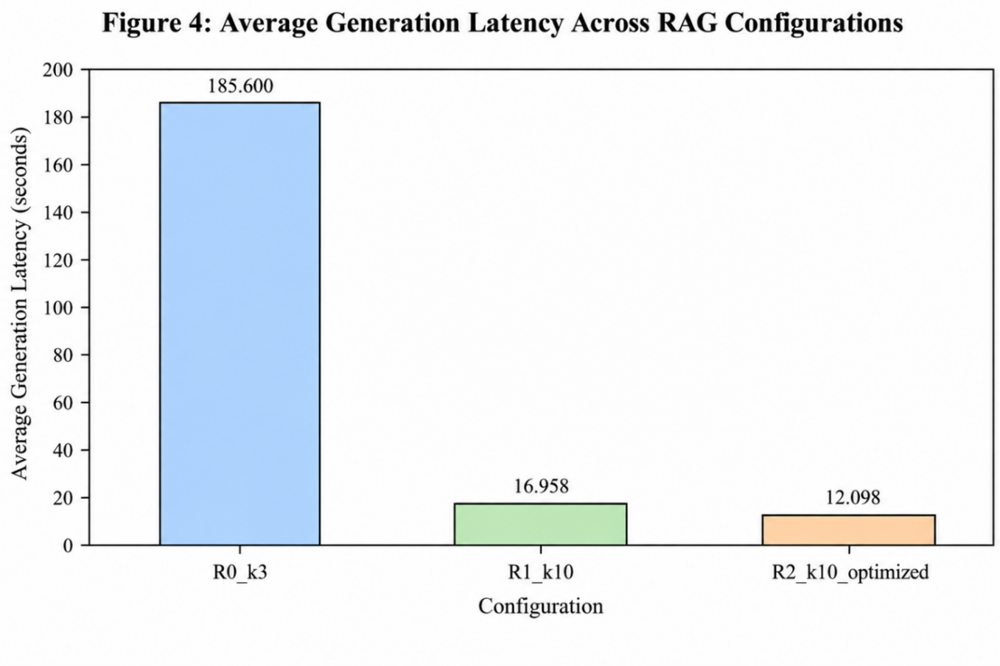 Figure 4: Average Generation Latency Across RAG Configurations
Average Generation Latency (seconds)
200
180
160
140
120
100
80
60
40
20
0
185.600
16.958
12.098
R0_k3
R1_k10
R2_k10_optimized
Configuration